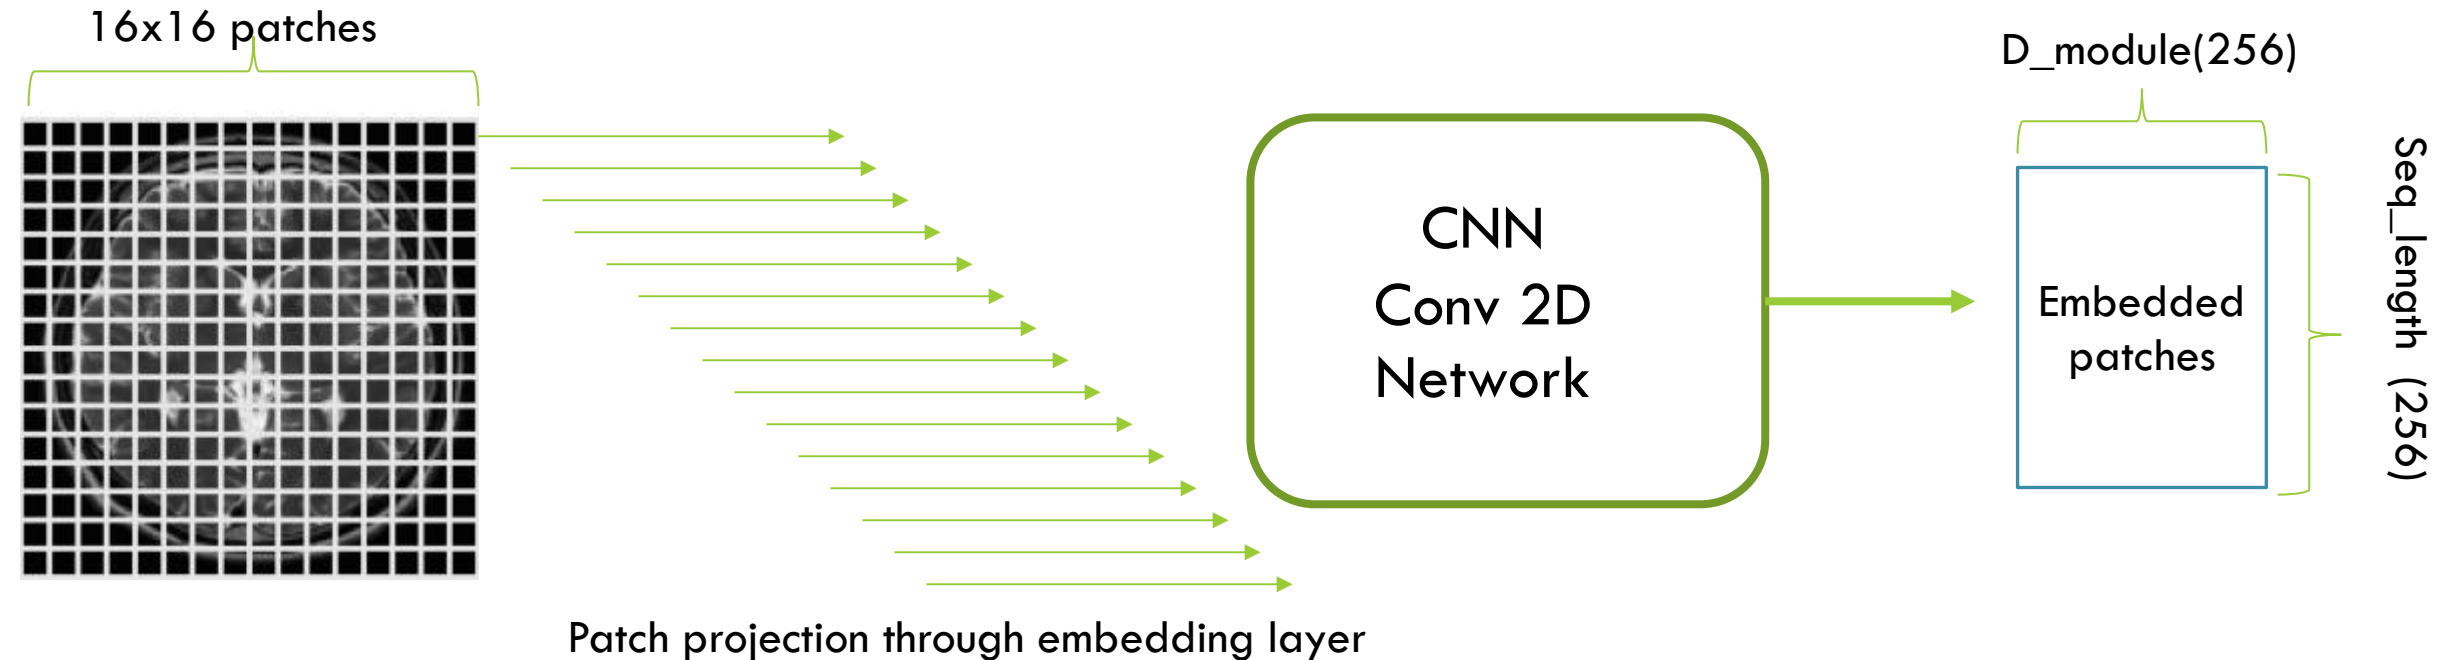 16x16 patches
D_module(256)
CNN
Conv 2D
Network
Embedded
patches
Seq_length (256)
Patch projection through embedding layer